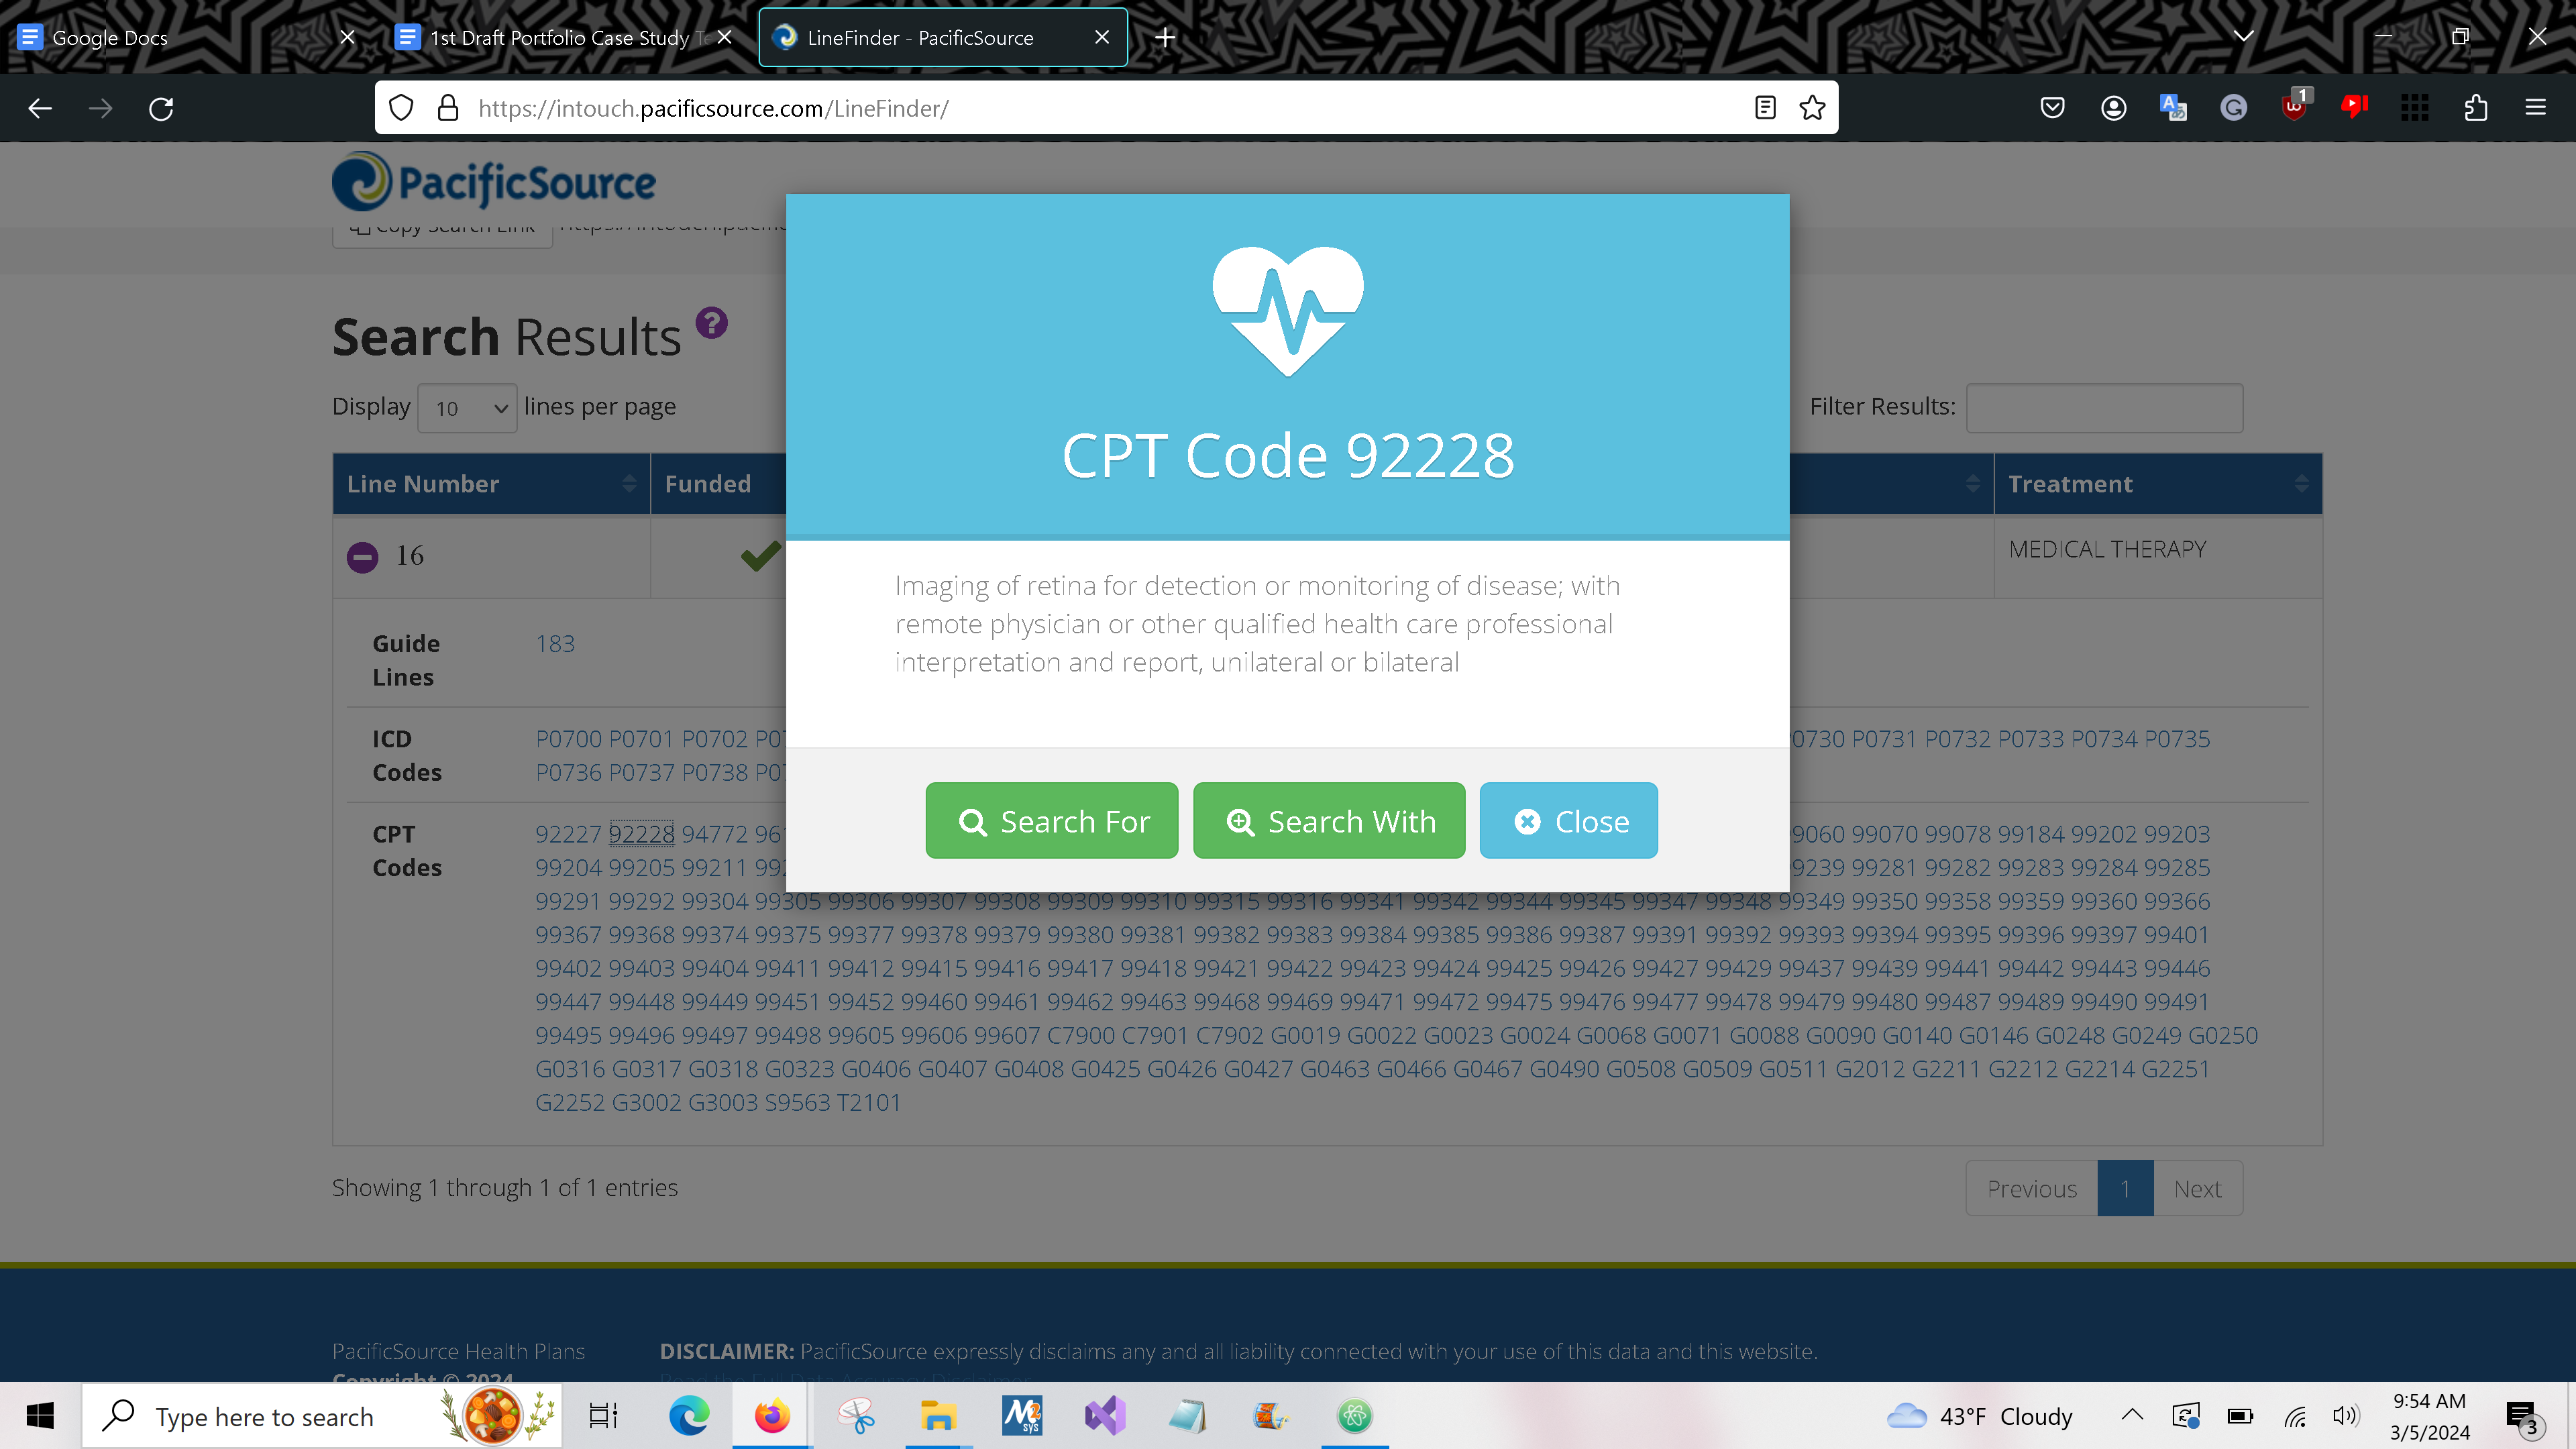 Google Docs
1st Draft Portfolio Case Study Te
LineFinder - PacificSource
https://intouch.pacificsource.com/LineFinder/
1
PacificSource
Copy Search Link
Search Results ?
Display 10 lines per page
Filter Results:
Line Number Funded Treatment
16 MEDICAL THERAPY
Guide Lines
183
ICD Codes
P0700 P0701 P0702 P07
0730 P0731 P0732 P0733 P0734 P0735
P0736 P0737 P0738 P07
CPT Codes
92227 92228 94772 961
9060 99070 99078 99184 99202 99203
99204 99205 99211 992
9239 99281 99282 99283 99284 99285
99291 99292 99304 99305 99306 99307 99308 99309 99310 99315 99316 99341 99342 99344 99345 99347 99348 99349 99350 99358 99359 99360 99366
99367 99368 99374 99375 99377 99378 99379 99380 99381 99382 99383 99384 99385 99386 99387 99391 99392 99393 99394 99395 99396 99397 99401
99402 99403 99404 99411 99412 99415 99416 99417 99418 99421 99422 99423 99424 99425 99426 99427 99429 99437 99439 99441 99442 99443 99446
99447 99448 99449 99451 99452 99460 99461 99462 99463 99468 99469 99471 99472 99475 99476 99477 99478 99479 99480 99487 99489 99490 99491
99495 99496 99497 99498 99605 99606 99607 C7900 C7901 C7902 G0019 G0022 G0023 G0024 G0068 G0071 G0088 G0090 G0140 G0146 G0248 G0249 G0250
G0316 G0317 G0318 G0323 G0406 G0407 G0408 G0425 G0426 G0427 G0463 G0466 G0467 G0490 G0508 G0509 G0511 G2012 G2211 G2212 G2214 G2251
G2252 G3002 G3003 S9563 T2101
CPT Code 92228
Imaging of retina for detection or monitoring of disease; with
remote physician or other qualified health care professional
interpretation and report, unilateral or bilateral
Search For
Search With
Close
Showing 1 through 1 of 1 entries
Previous 1 Next
PacificSource Health Plans
Copyright © 2024
DISCLAIMER: PacificSource expressly disclaims any and all liability connected with your use of this data and this website.
Read the Full Data Accuracy Disclaimer
Type here to search
M2 sys
43°F Cloudy
9:54 AM
3/5/2024
3